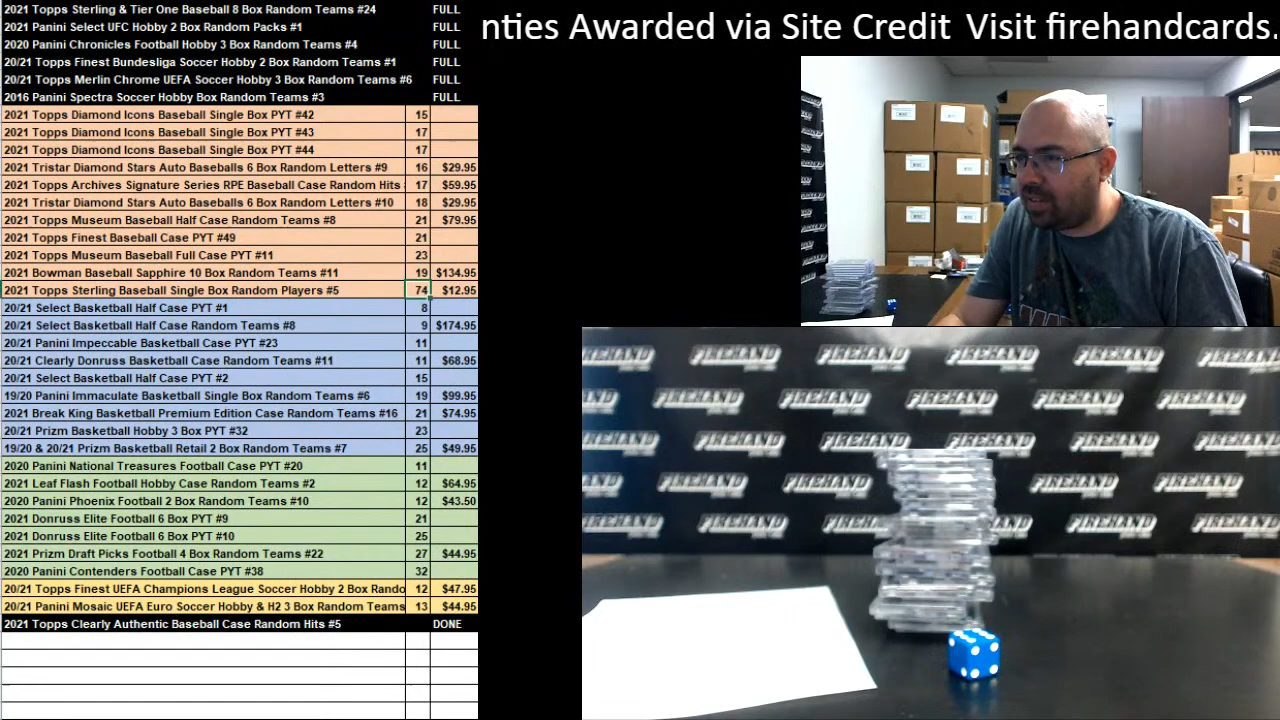 2021 Topps Sterling & Tier One Baseball 8 Box Random Teams #24 FULL
2021 Panini Select UFC Hobby 2 Box Random Packs #1 FULL
2020 Panini Chronicles Football Hobby 3 Box Random Teams #4 FULL
20/21 Topps Finest Bundesliga Soccer Hobby 2 Box Random Teams #1 FULL
20/21 Topps Merlin Chrome UEFA Soccer Hobby 3 Box Random Teams #6 FULL
2016 Panini Spectra Soccer Hobby Box Random Teams #3 FULL
2021 Topps Diamond Icons Baseball Single Box PYT #42 15
2021 Topps Diamond Icons Baseball Single Box PYT #43 17
2021 Topps Diamond Icons Baseball Single Box PYT #44 17
2021 Tristar Diamond Stars Auto Baseballs 6 Box Random Letters #9 16 $29.95
2021 Topps Archives Signature Series RPE Baseball Case Random Hits 17 $59.95
2021 Tristar Diamond Stars Auto Baseballs 6 Box Random Letters #10 18 $29.95
2021 Topps Museum Baseball Half Case Random Teams #8 21 $79.95
2021 Topps Finest Baseball Case PYT #49 21
2021 Topps Museum Baseball Full Case PYT #11 23
2021 Bowman Baseball Sapphire 10 Box Random Teams #11 19 $134.95
2021 Topps Sterling Baseball Single Box Random Players #5 74 $12.95
20/21 Select Basketball Half Case PYT #1 8
20/21 Select Basketball Half Case Random Teams #8 9 $174.95
20/21 Panini Impeccable Basketball Case PYT #23 11
20/21 Clearly Donruss Basketball Case Random Teams #11 11 $68.95
20/21 Select Basketball Half Case PYT #2 15
19/20 Panini Immaculate Basketball Single Box Random Teams #6 19 $99.95
2021 Break King Basketball Premium Edition Case Random Teams #16 21 $74.95
20/21 Prizm Basketball Hobby 3 Box PYT #32 23
19/20 & 20/21 Prizm Basketball Retail 2 Box Random Teams #7 25 $49.95
2020 Panini National Treasures Football Case PYT #20 11
2021 Leaf Flash Football Hobby Case Random Teams #2 12 $64.95
2020 Panini Phoenix Football 2 Box Random Teams #10 12 $43.50
2021 Donruss Elite Football 6 Box PYT #9 21
2021 Donruss Elite Football 6 Box PYT #10 25
2021 Prizm Draft Picks Football 4 Box Random Teams #22 27 $44.95
2020 Panini Contenders Football Case PYT #38 32
20/21 Topps Finest UEFA Champions League Soccer Hobby 2 Box Rando 12 $47.95
20/21 Panini Mosaic UEFA Euro Soccer Hobby & H2 3 Box Random Teams 13 $44.95
2021 Topps Clearly Authentic Baseball Case Random Hits #5 DONE
nties Awarded via Site Credit Visit firehandcards.
FIREHAND FIREHAND FIREHAND FIREHAND FIREHAND
FIREHAND FIREHAND FIREHAND FIREHAND FIREHAND
FIREHAND FIREHAND FIREHAND FIREHAND FIREHAND
FIREHAND FIREHAND FIREHAND FIREHAND
FIREHAND FIREHAND FIREHAND FIREHAND